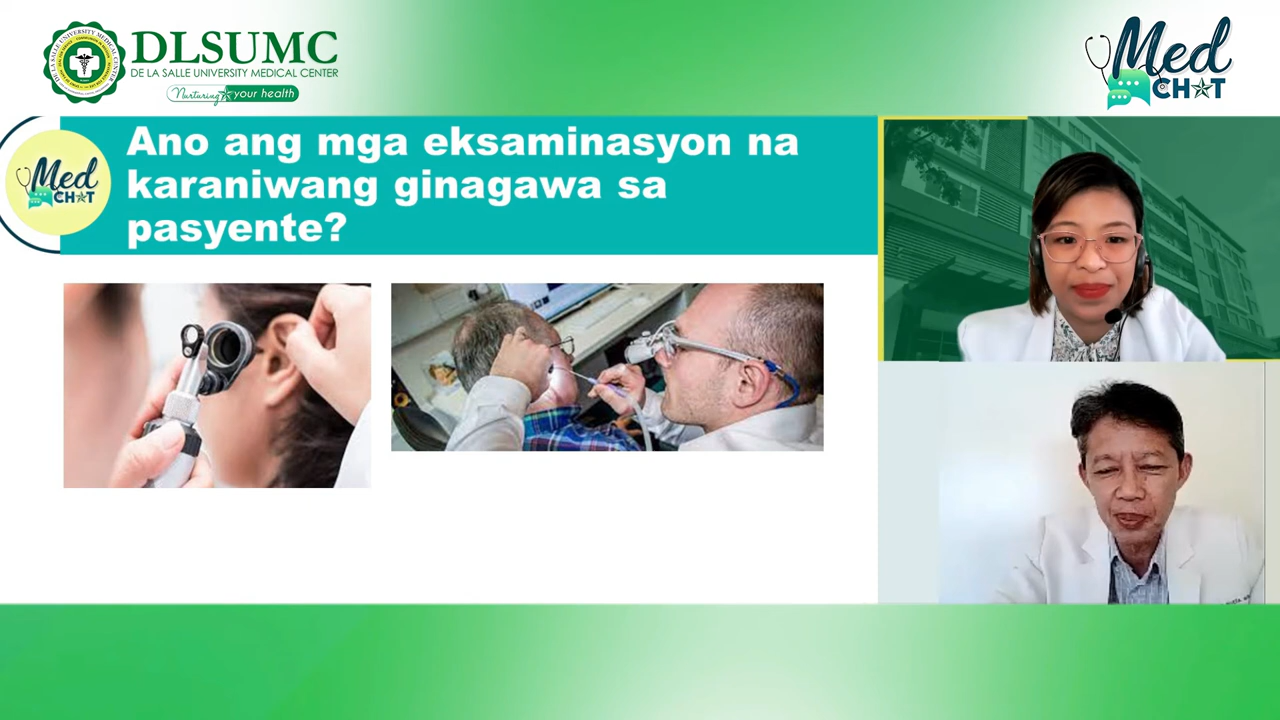 DLSUMC
DE LA SALLE UNIVERSITY MEDICAL CENTER
Nurturing your health
Med
CHAT
Med
CHAT
Ano ang mga eksaminasyon na
karaniwang ginagawa sa
pasyente?